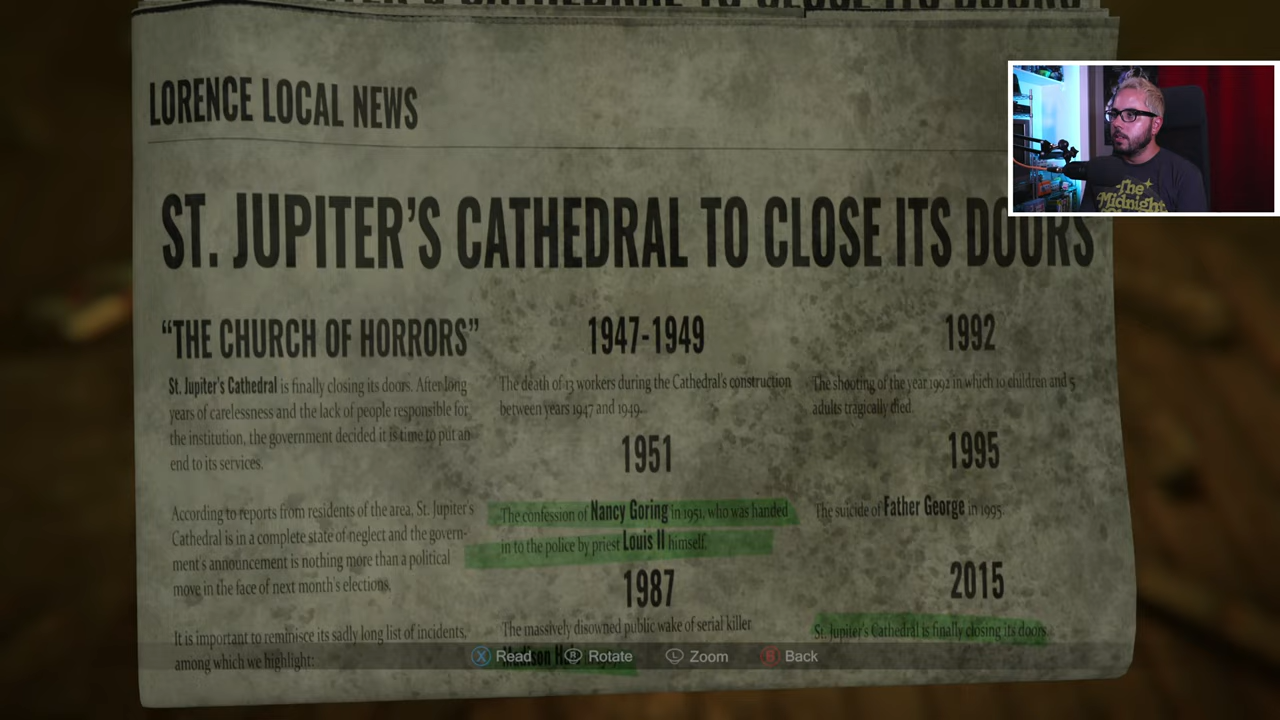 LORENCE LOCAL NEWS
ST. JUPITER'S CATHEDRAL TO CLOSE ITS DOORS
"THE CHURCH OF HORRORS"
St. Jupiter's Cathedral is finally closing its doors. After long
years of carelessness and the lack of people responsible for
the institution, the government decided it is time to put an
end to its services.
According to reports from residents of the area, St. Jupiter's
Cathedral is in a complete state of neglect and the govern-
ment's announcement is nothing more than a political
move in the face of next month's elections.
It is important to reminisce its sadly long list of incidents,
among which we highlight:
1947-1949
The death of 13 workers during the Cathedral's construction
between years 1947 and 1949.
1951
The confession of Nancy Goring in 1951, who was handed
in to the police by priest Louis II himself.
1987
The massively disowned public wake of serial killer
Madison
1992
The shooting of the year 1992 in which 10 children and 5
adults tragically died.
1995
The suicide of Father George in 1995.
2015
St. Jupiter's Cathedral is finally closing its doors.
X Read R Rotate L Zoom B Back
The
Midnight